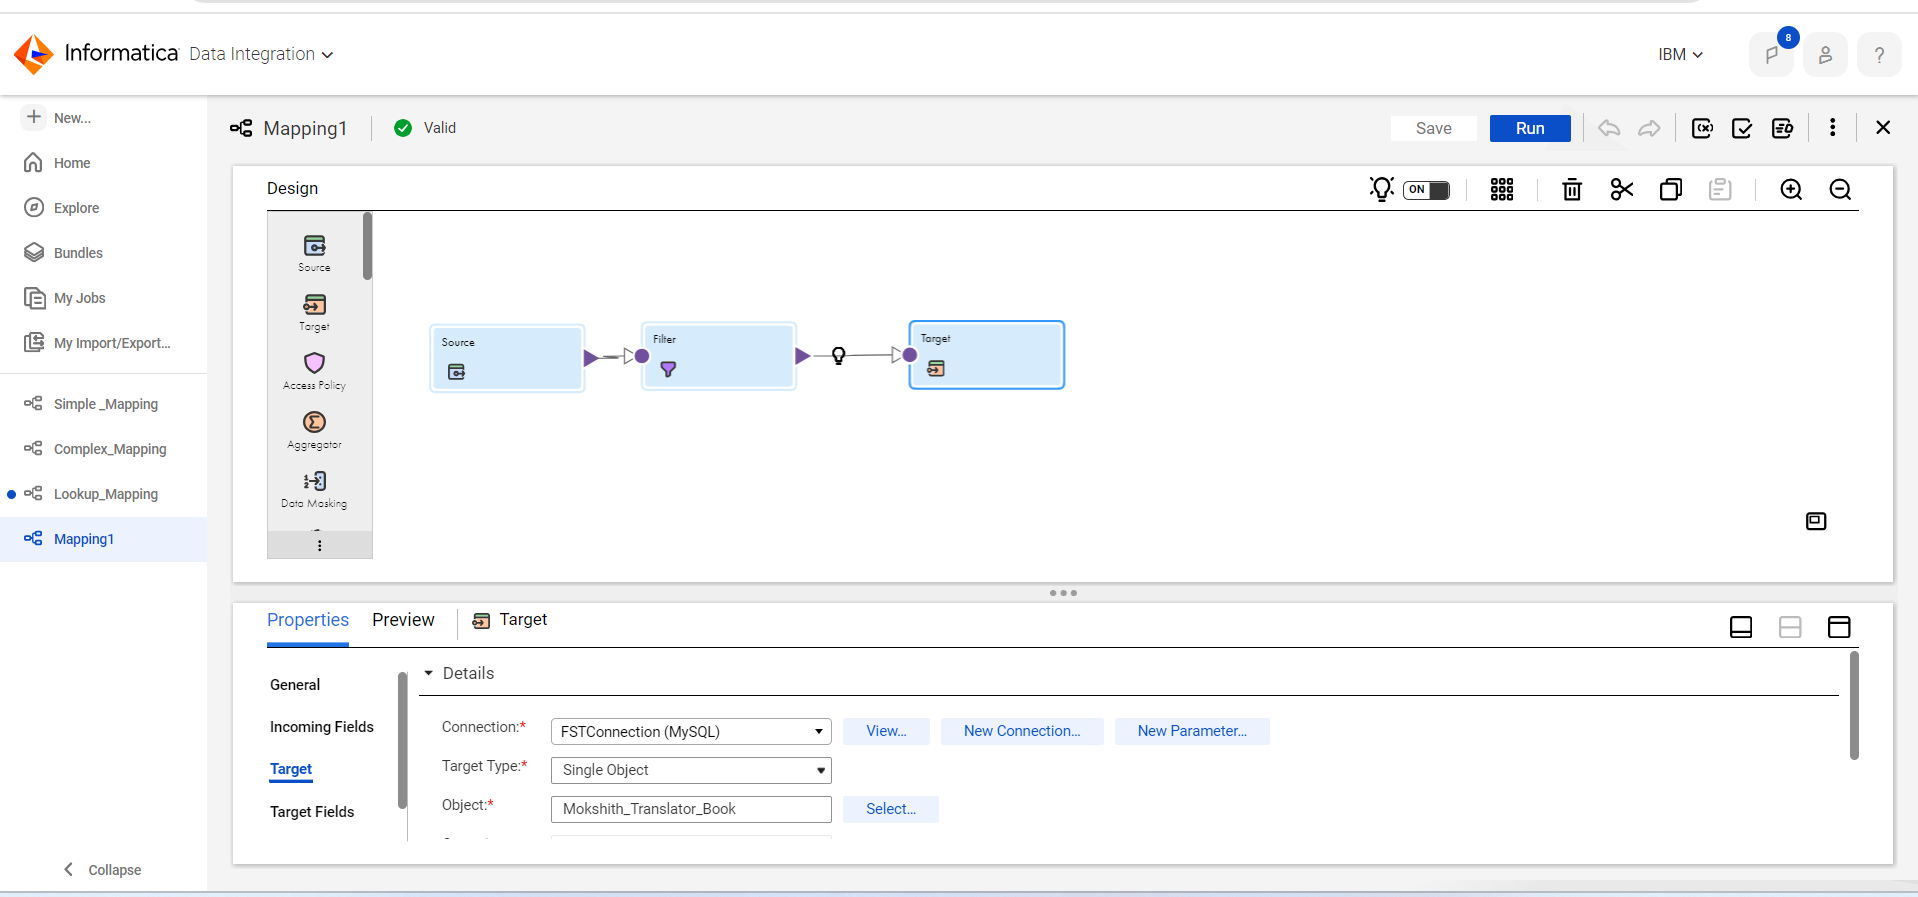 Informatica Data Integration
IBM
8
?
New...
Home
Explore
Bundles
My Jobs
My Import/Export...
Simple _Mapping
Complex_Mapping
Lookup_Mapping
Mapping1
Collapse
Mapping1
Valid
Save
Run
Design
ON
Source
Target
Access Policy
Aggregator
Data Masking
Source
Filter
Target
Properties
Preview
Target
General
Incoming Fields
Target
Target Fields
Details
Connection:*
FSTConnection (MySQL)
View...
New Connection...
New Parameter...
Target Type:*
Single Object
Object:*
Mokshith_Translator_Book
Select...